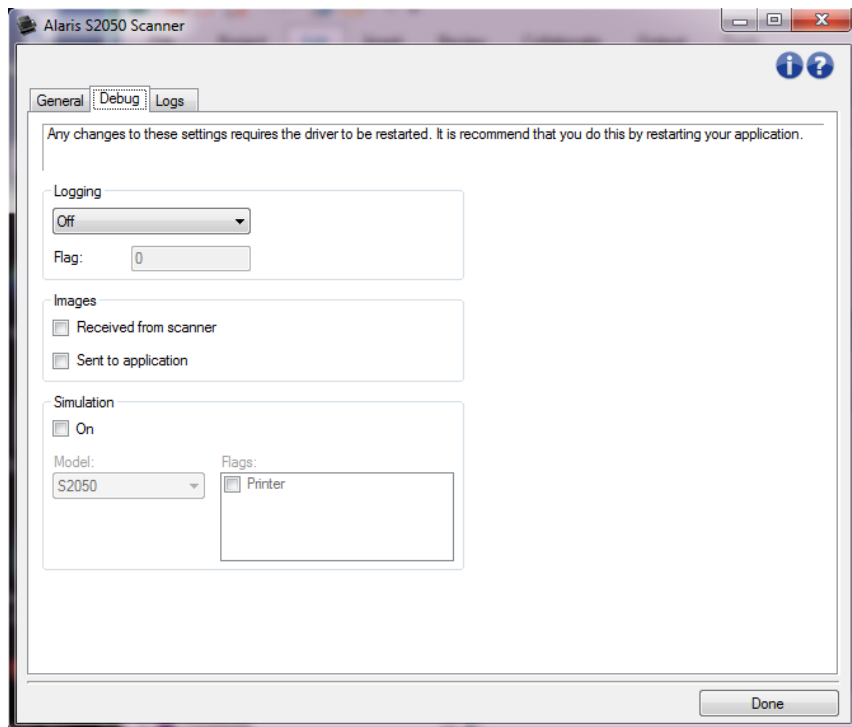 Alaris S2050 Scanner
General Debug Logs
Any changes to these settings requires the driver to be restarted. It is recommend that you do this by restarting your application.
Logging
Off
Flag: 0
Images
Received from scanner
Sent to application
Simulation
On
Model: Flags:
S2050 Printer
Done